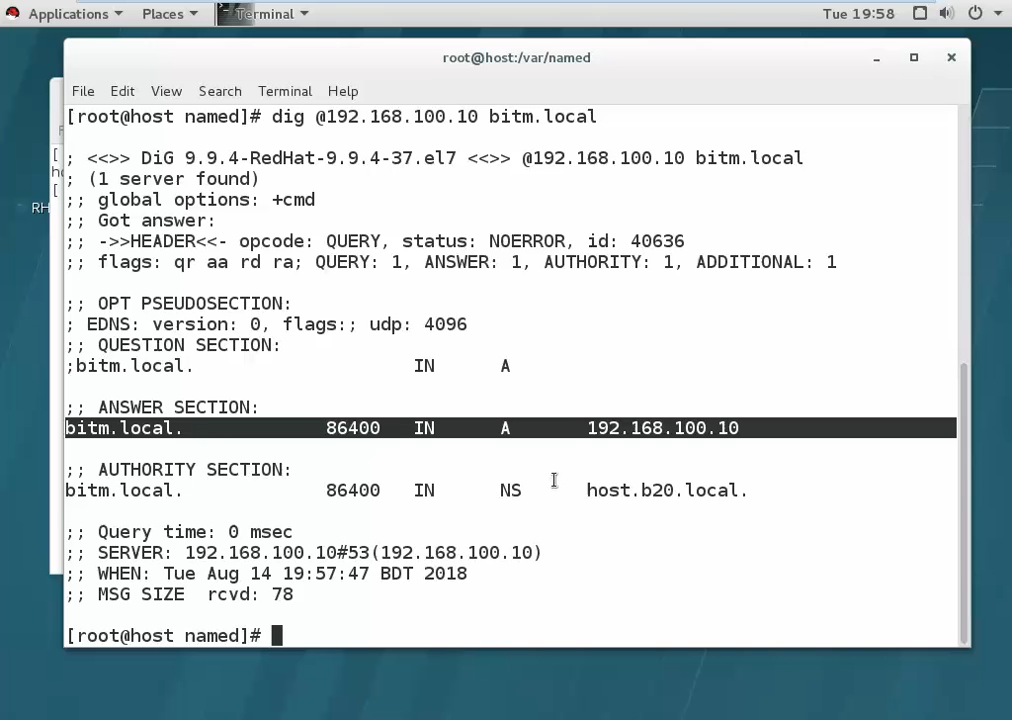 Applications Places Terminal Tue 19:58
root@host:/var/named
File Edit View Search Terminal Help
[root@host named]# dig @192.168.100.10 bitm.local
; <<>> DiG 9.9.4-RedHat-9.9.4-37.el7 <<>> @192.168.100.10 bitm.local
; (1 server found)
;; global options: +cmd
;; Got answer:
;; ->>HEADER<<- opcode: QUERY, status: NOERROR, id: 40636
;; flags: qr aa rd ra; QUERY: 1, ANSWER: 1, AUTHORITY: 1, ADDITIONAL: 1
;; OPT PSEUDOSECTION:
; EDNS: version: 0, flags:; udp: 4096
;; QUESTION SECTION:
;bitm.local. IN A
;; ANSWER SECTION:
bitm.local. 86400 IN A 192.168.100.10
;; AUTHORITY SECTION:
bitm.local. 86400 IN NS host.b20.local.
;; Query time: 0 msec
;; SERVER: 192.168.100.10#53(192.168.100.10)
;; WHEN: Tue Aug 14 19:57:47 BDT 2018
;; MSG SIZE rcvd: 78
[root@host named]#
RH